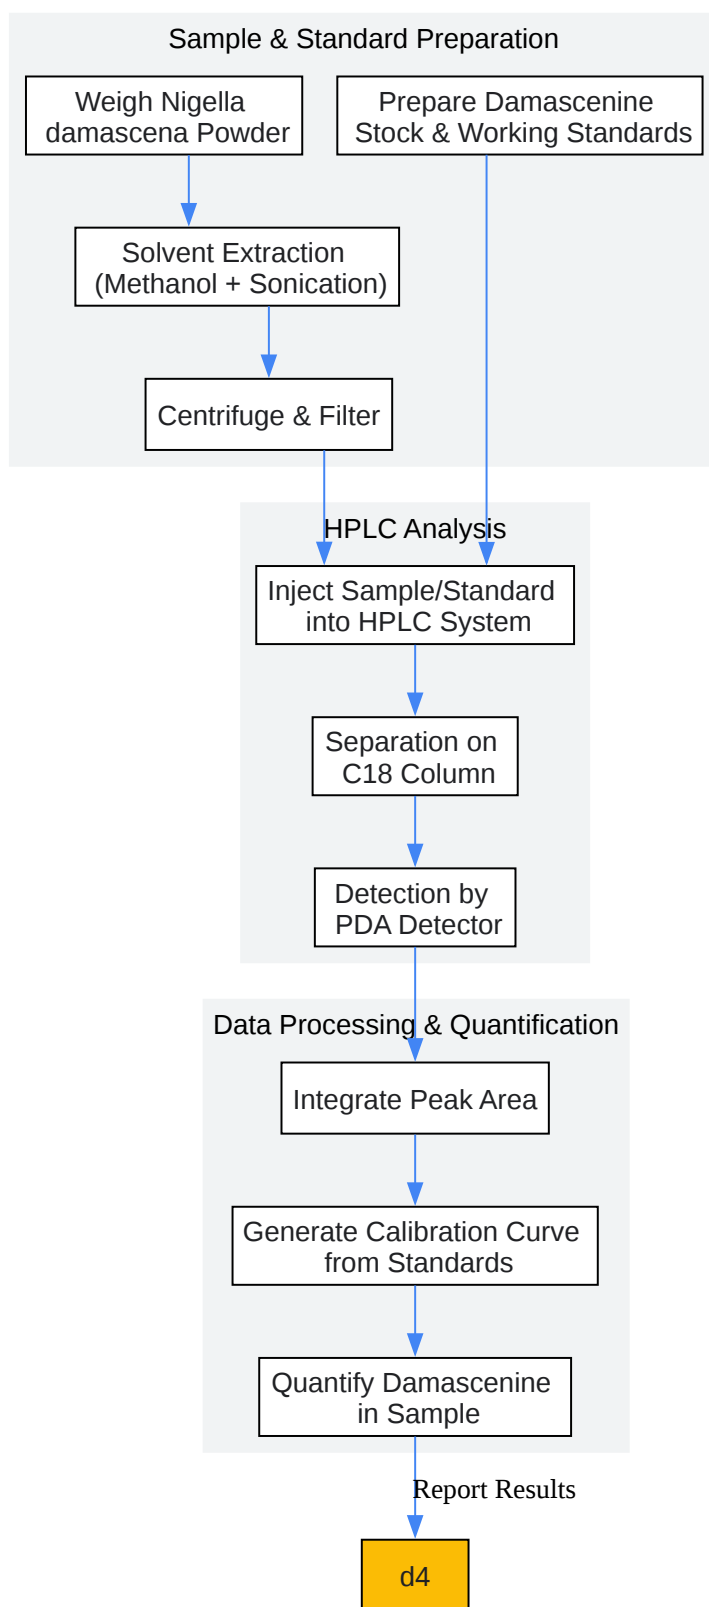 Sample & Standard Preparation
Weigh Nigella
damascena Powder
Prepare Damascenine
Stock & Working Standards
Solvent Extraction
(Methanol + Sonication)
Centrifuge & Filter
HPLC Analysis
Inject Sample/Standard
into HPLC System
Separation on
C18 Column
Detection by
PDA Detector
Data Processing & Quantification
Integrate Peak Area
Generate Calibration Curve
from Standards
Quantify Damascenine
in Sample
Report Results
d4